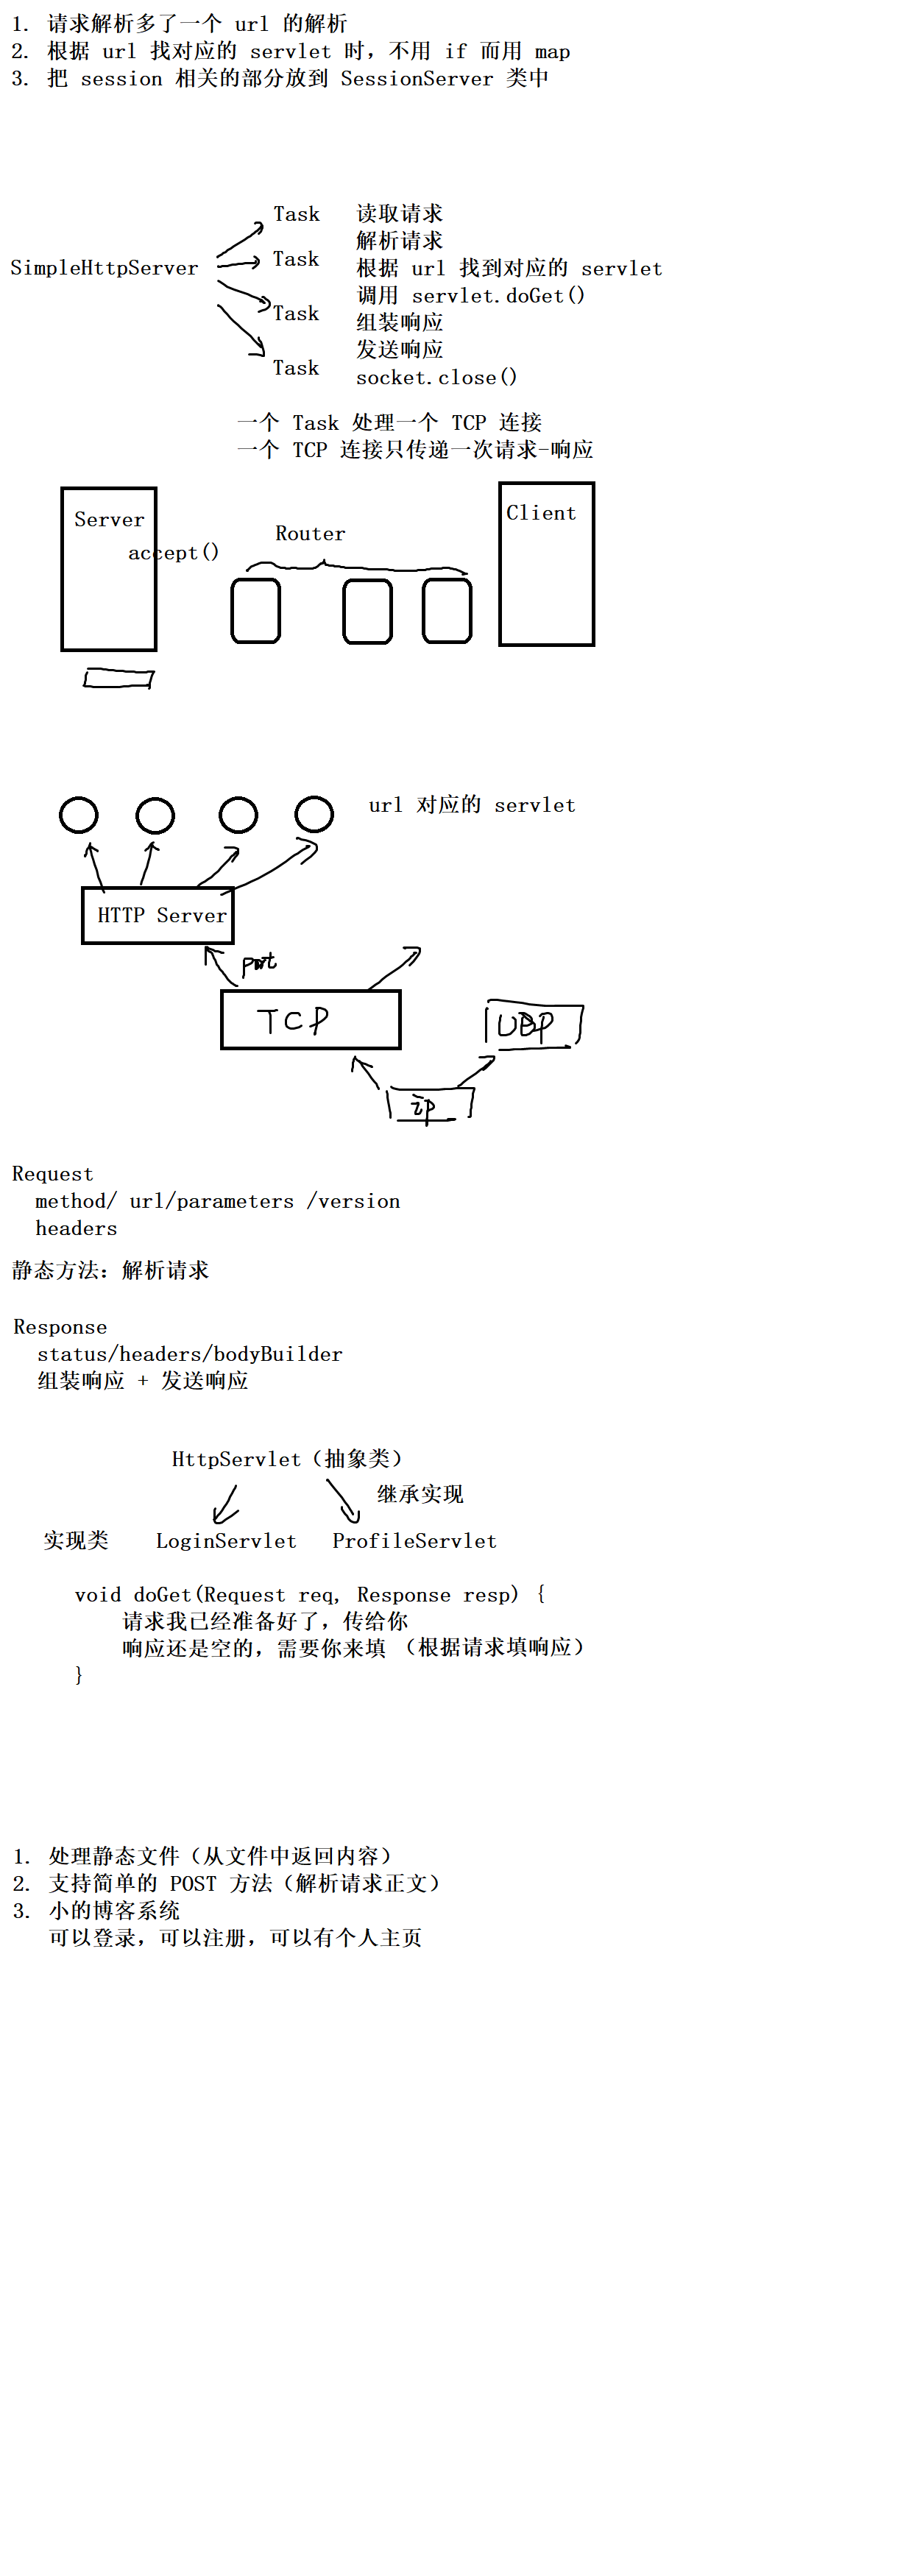 1. 请求解析多了一个 url 的解析
2. 根据 url 找对应的 servlet 时，不用 if 而用 map
3. 把 session 相关的部分放到 SessionServer 类中
SimpleHttpServer
Task
Task
Task
Task
读取请求
解析请求
根据 url 找到对应的 servlet
调用 servlet.doGet()
组装响应
发送响应
socket.close()
一个 Task 处理一个 TCP 连接
一个 TCP 连接只传递一次请求-响应
Server
accept()
Router
Client
url 对应的 servlet
HTTP Server
port
TCP
UDP
ip
Request
method/ url/parameters /version
headers
静态方法：解析请求
Response
status/headers/bodyBuilder
组装响应 + 发送响应
HttpServlet（抽象类）
继承实现
实现类 LoginServlet ProfileServlet
void doGet(Request req, Response resp) {
请求我已经准备好了，传给你
响应还是空的，需要你来填 （根据请求填响应）
}
1. 处理静态文件（从文件中返回内容）
2. 支持简单的 POST 方法（解析请求正文）
3. 小的博客系统
可以登录，可以注册，可以有个人主页